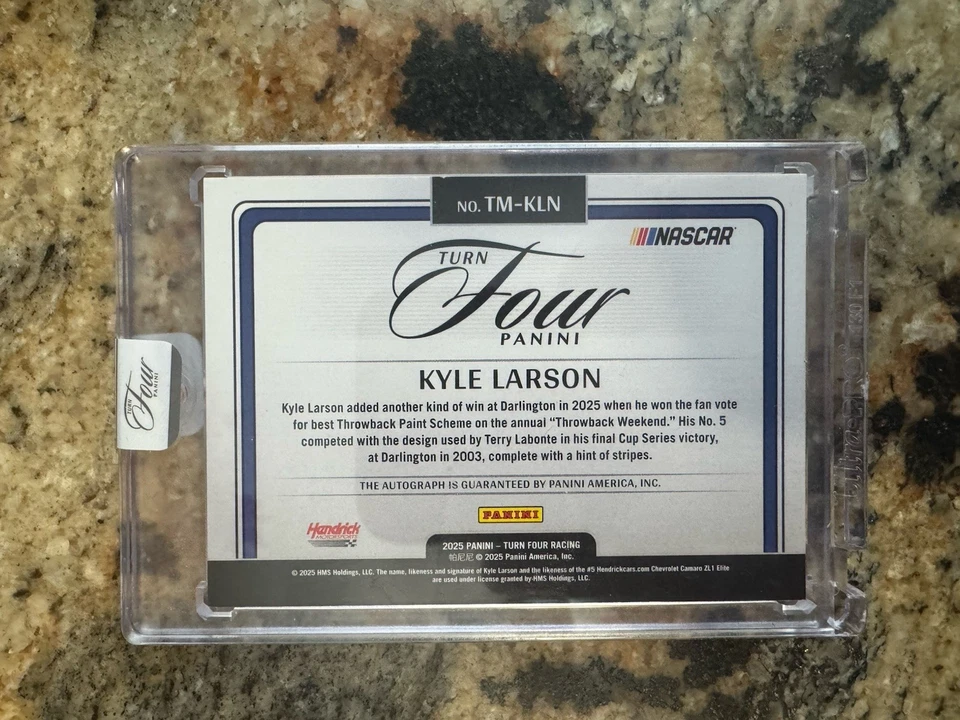 NO. TM-KLN
NASCAR
TURN
Four
PANINI
KYLE LARSON
Kyle Larson added another kind of win at Darlington in 2025 when he won the fan vote
for best Throwback Paint Scheme on the annual “Throwback Weekend.” His No. 5
competed with the design used by Terry Labonte in his final Cup Series victory,
at Darlington in 2003, complete with a hint of stripes.
THE AUTOGRAPH IS GUARANTEED BY PANINI AMERICA, INC.
PANINI
Hendrick
MOTORSPORTS
2025 PANINI – TURN FOUR RACING
帕尼尼 © 2025 Panini America, Inc.
© 2025 HMS Holdings, LLC. The name, likeness and signature of Kyle Larson and the likeness of the #5 Hendrickcars.com Chevrolet Camaro ZL1 Elite
are used under license granted by HMS Holdings, LLC.
TURN
Four
PANINI